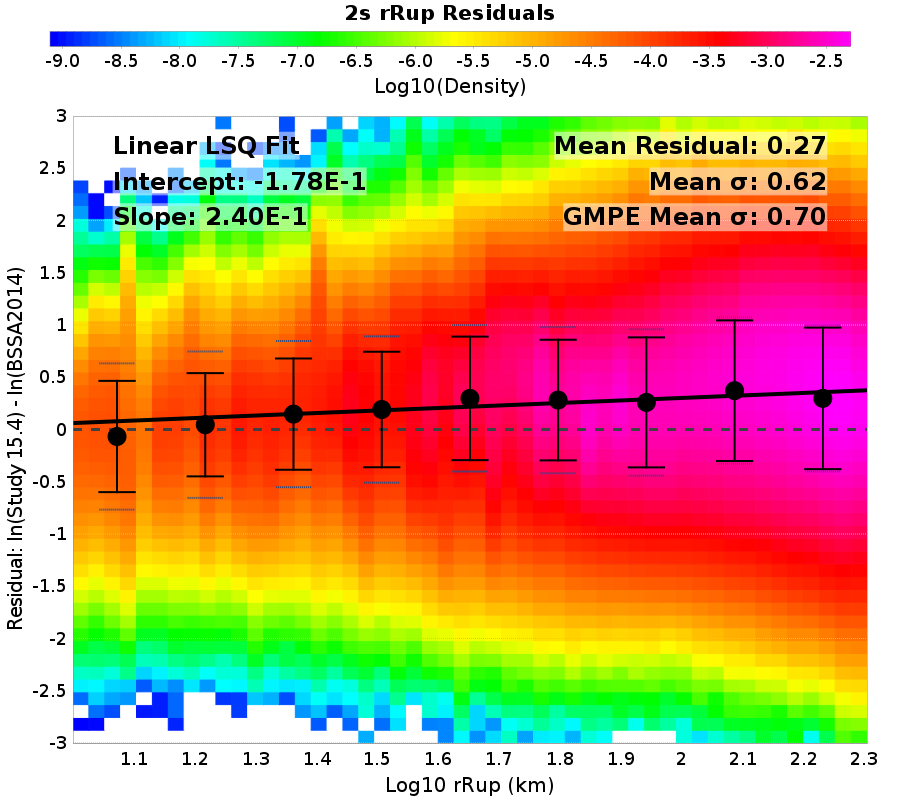 2s rRup Residuals
-9.0 -8.5 -8.0 -7.5 -7.0 -6.5 -6.0 -5.5 -5.0 -4.5 -4.0 -3.5 -3.0 -2.5
Log10(Density)
Linear LSQ Fit
Intercept: -1.78E-1
Slope: 2.40E-1
Mean Residual: 0.27
Mean σ: 0.62
GMPE Mean σ: 0.70
Residual: ln(Study 15.4) - ln(BSSA2014)
3
2.5
2
1.5
1
0.5
0
-0.5
-1
-1.5
-2
-2.5
-3
1.1 1.2 1.3 1.4 1.5 1.6 1.7 1.8 1.9 2 2.1 2.2 2.3
Log10 rRup (km)